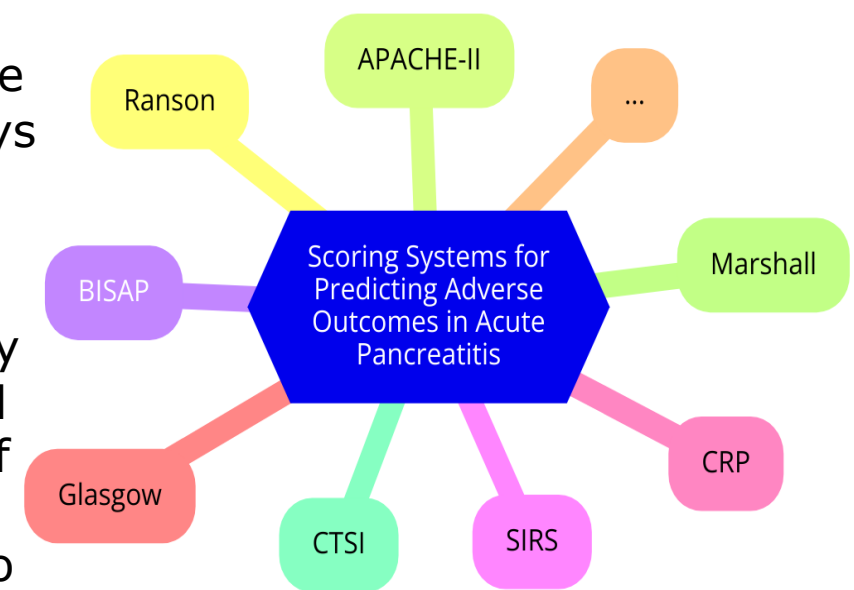 APACHE-II
Ranson
...
Marshall
Scoring Systems for
Predicting Adverse
Outcomes in Acute
Pancreatitis
BISAP
CRP
Glasgow
CTSI
SIRS